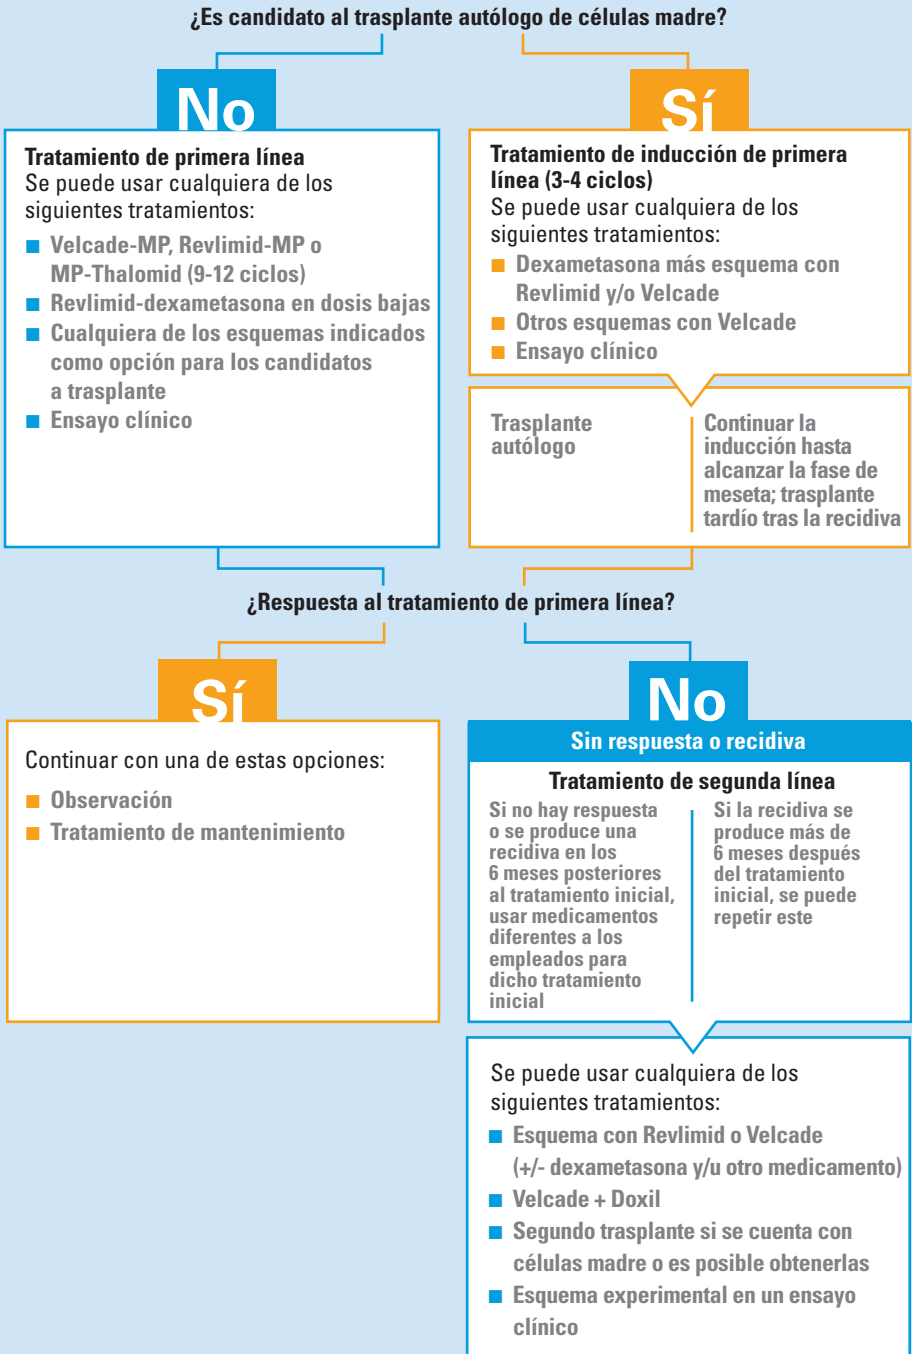 ¿Es candidato al trasplante autólogo de células madre?
No
Tratamiento de primera línea
Se puede usar cualquiera de los
siguientes tratamientos:
■ Velcade-MP, Revlimid-MP o
MP-Thalomid (9-12 ciclos)
■ Revlimid-dexametasona en dosis bajas
■ Cualquiera de los esquemas indicados
como opción para los candidatos
a trasplante
■ Ensayo clínico
Sí
Tratamiento de inducción de primera
línea (3-4 ciclos)
Se puede usar cualquiera de los
siguientes tratamientos:
■ Dexametasona más esquema con
Revlimid y/o Velcade
■ Otros esquemas con Velcade
■ Ensayo clínico
Trasplante
autólogo
Continuar la
inducción hasta
alcanzar la fase de
meseta; trasplante
tardío tras la recidiva
¿Respuesta al tratamiento de primera línea?
Sí
Continuar con una de estas opciones:
■ Observación
■ Tratamiento de mantenimiento
No
Sin respuesta o recidiva
Tratamiento de segunda línea
Si no hay respuesta
o se produce una
recidiva en los
6 meses posteriores
al tratamiento inicial,
usar medicamentos
diferentes a los
empleados para
dicho tratamiento
inicial
Si la recidiva se
produce más de
6 meses después
del tratamiento
inicial, se puede
repetir este
Se puede usar cualquiera de los
siguientes tratamientos:
■ Esquema con Revlimid o Velcade
(+/- dexametasona y/u otro medicamento)
■ Velcade + Doxil
■ Segundo trasplante si se cuenta con
células madre o es posible obtenerlas
■ Esquema experimental en un ensayo
clínico